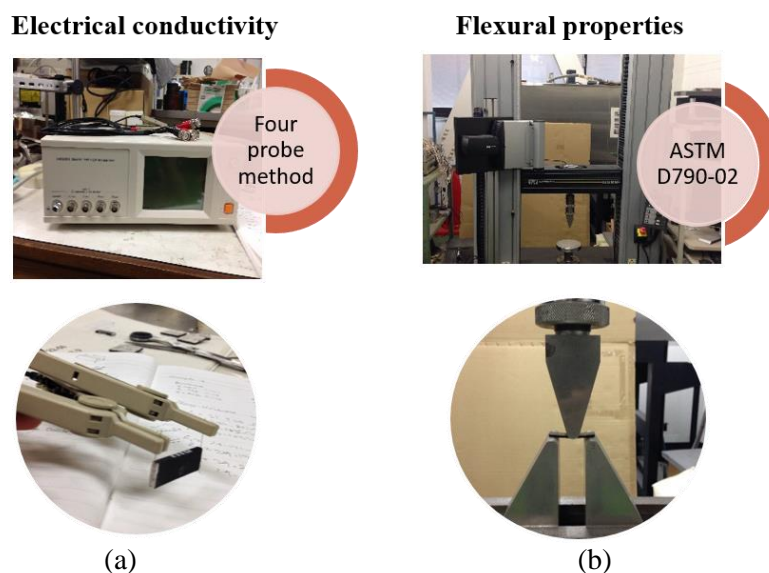 Electrical conductivity
Flexural properties
Four
probe
method
ASTM
D790-02
(a)
(b)